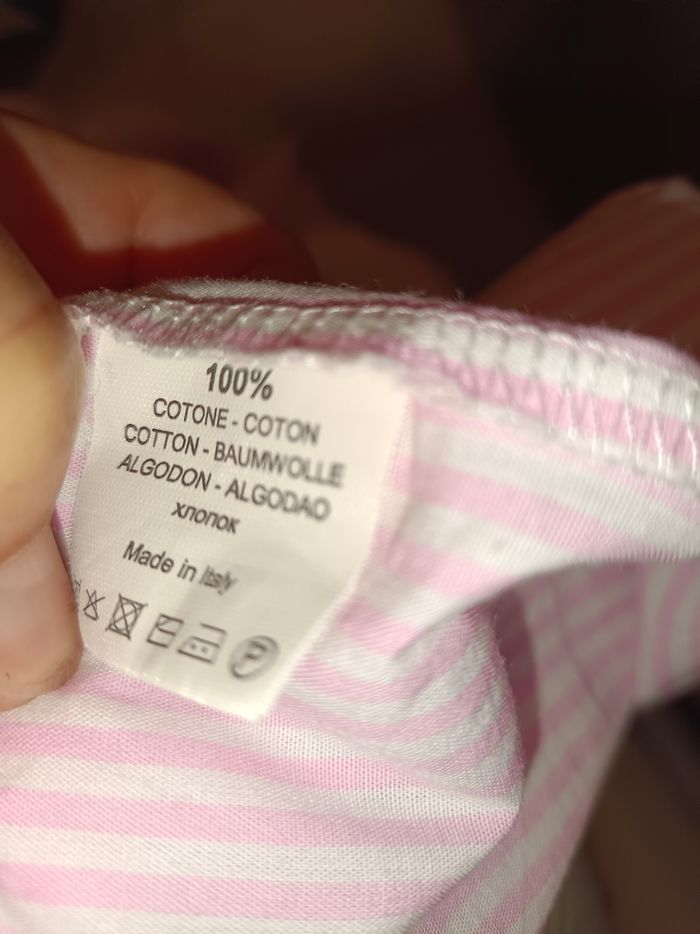 100%
COTONE - COTON
COTTON - BAUMWOLLE
ALGODON - ALGODAO
хлопок
Made in Italy
P